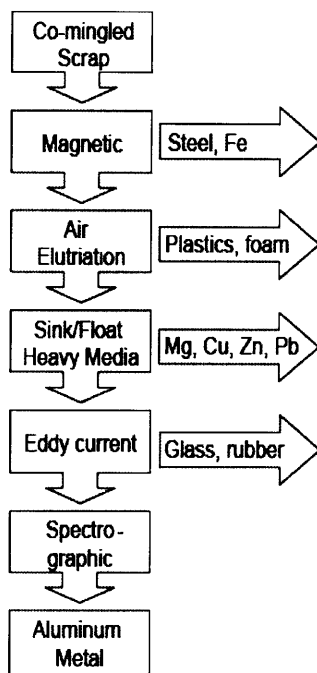 Co-mingled
Scrap
Magnetic
Steel, Fe
Air
Elutriation
Plastics, foam
Sink/Float
Heavy Media
Mg, Cu, Zn, Pb
Eddy current
Glass, rubber
Spectro-
graphic
Aluminum
Metal